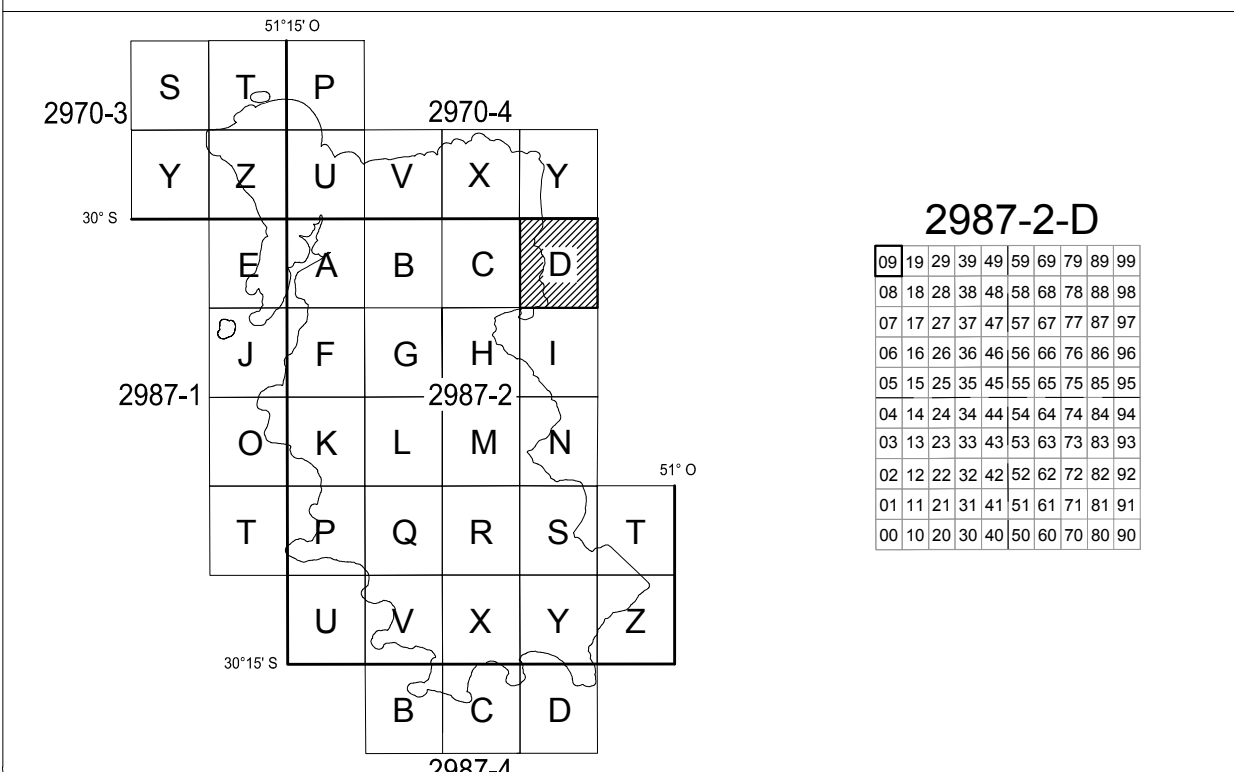 51°15' O
S T P
2970-3
2970-4
Y Z U V X Y
30° S
E A B C D
J F G H I
2987-1
2987-2
O K L M N
51° O
T P Q R S T
U V X Y Z
30°15' S
B C D
2987-4
2987-2-D
09 19 29 39 49 59 69 79 89 99
08 18 28 38 48 58 68 78 88 98
07 17 27 37 47 57 67 77 87 97
06 16 26 36 46 56 66 76 86 96
05 15 25 35 45 55 65 75 85 95
04 14 24 34 44 54 64 74 84 94
03 13 23 33 43 53 63 73 83 93
02 12 22 32 42 52 62 72 82 92
01 11 21 31 41 51 61 71 81 91
00 10 20 30 40 50 60 70 80 90